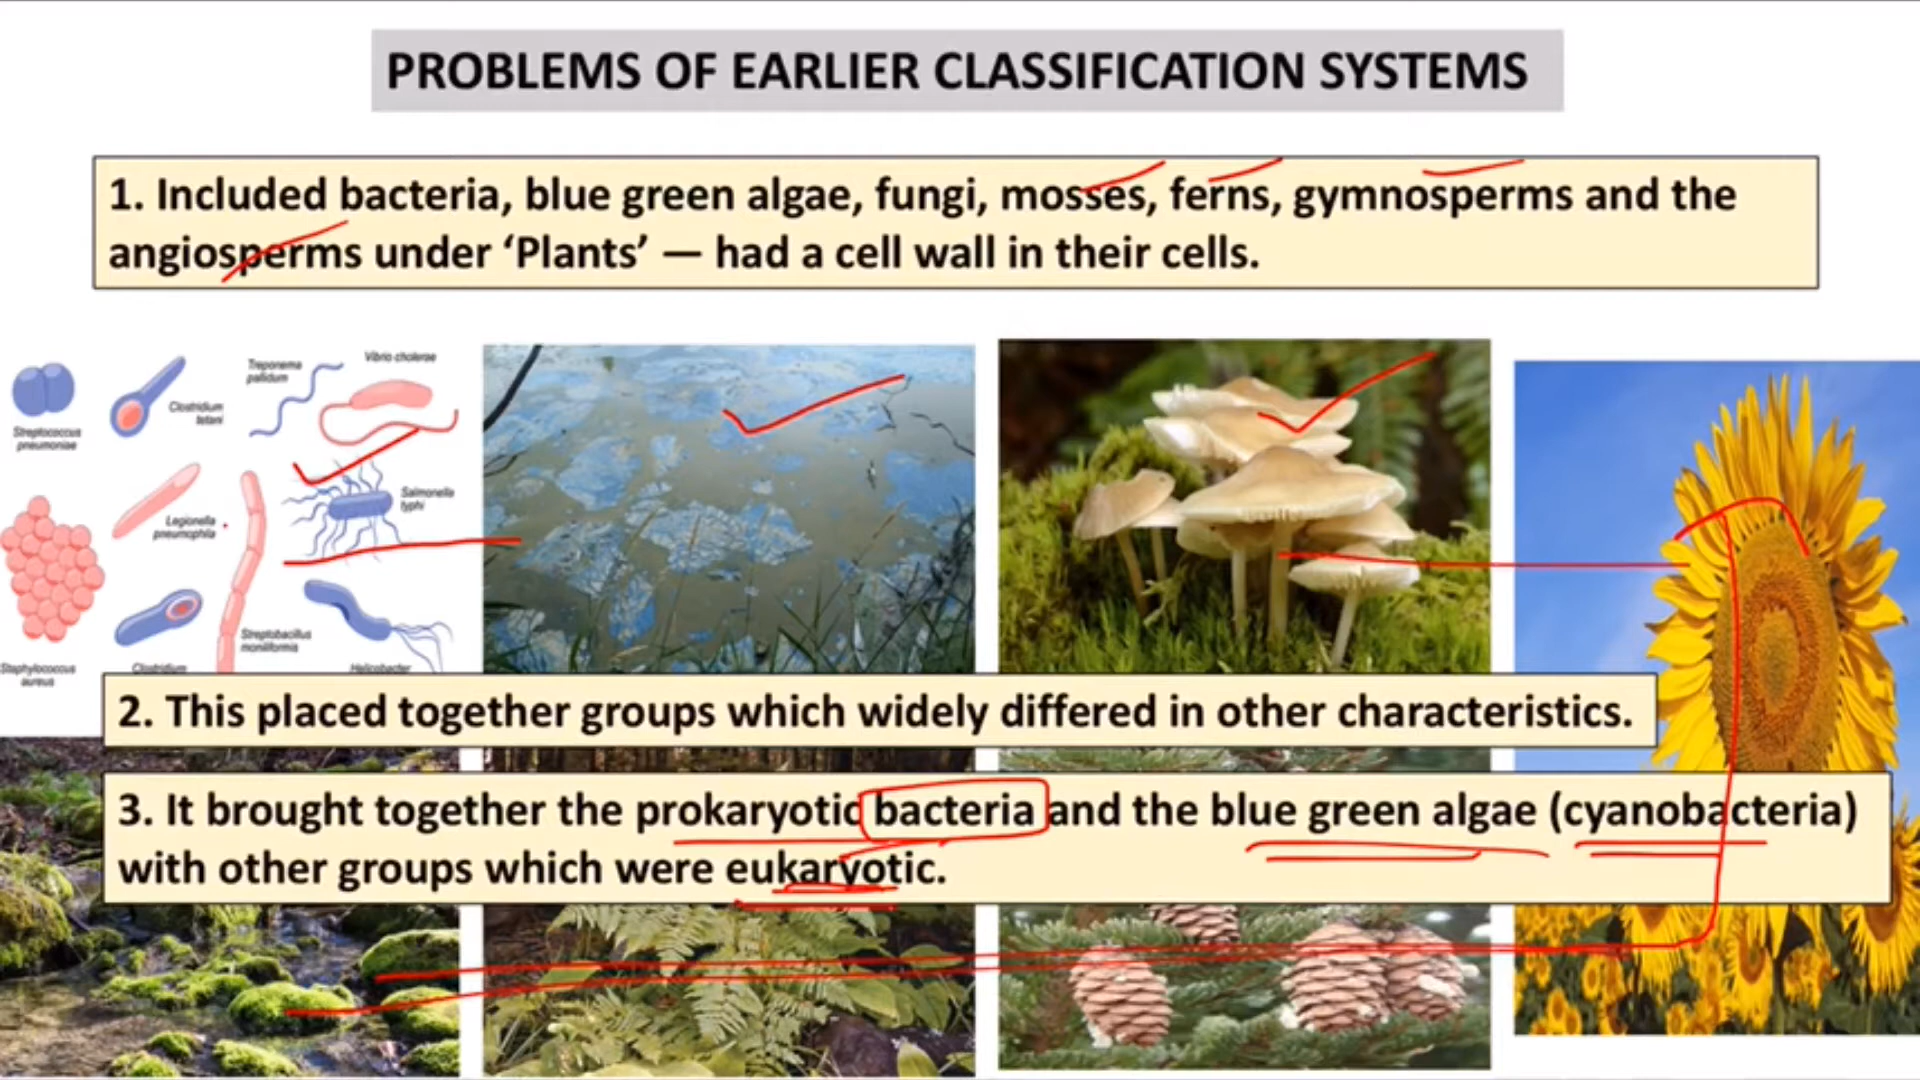 PROBLEMS OF EARLIER CLASSIFICATION SYSTEMS
1. Included bacteria, blue green algae, fungi, mosses, ferns, gymnosperms and the
angiosperms under ‘Plants’ — had a cell wall in their cells.
Streptococcus
pneumoniae
Clostridium
tetani
Treponema
pallidum
Vibrio cholerae
Legionella
pneumophila
Salmonella
typhi
Staphylococcus
aureus
Clostridium
Streptobacillus
moniliformis
Helicobacter
2. This placed together groups which widely differed in other characteristics.
3. It brought together the prokaryotic bacteria and the blue green algae (cyanobacteria)
with other groups which were eukaryotic.